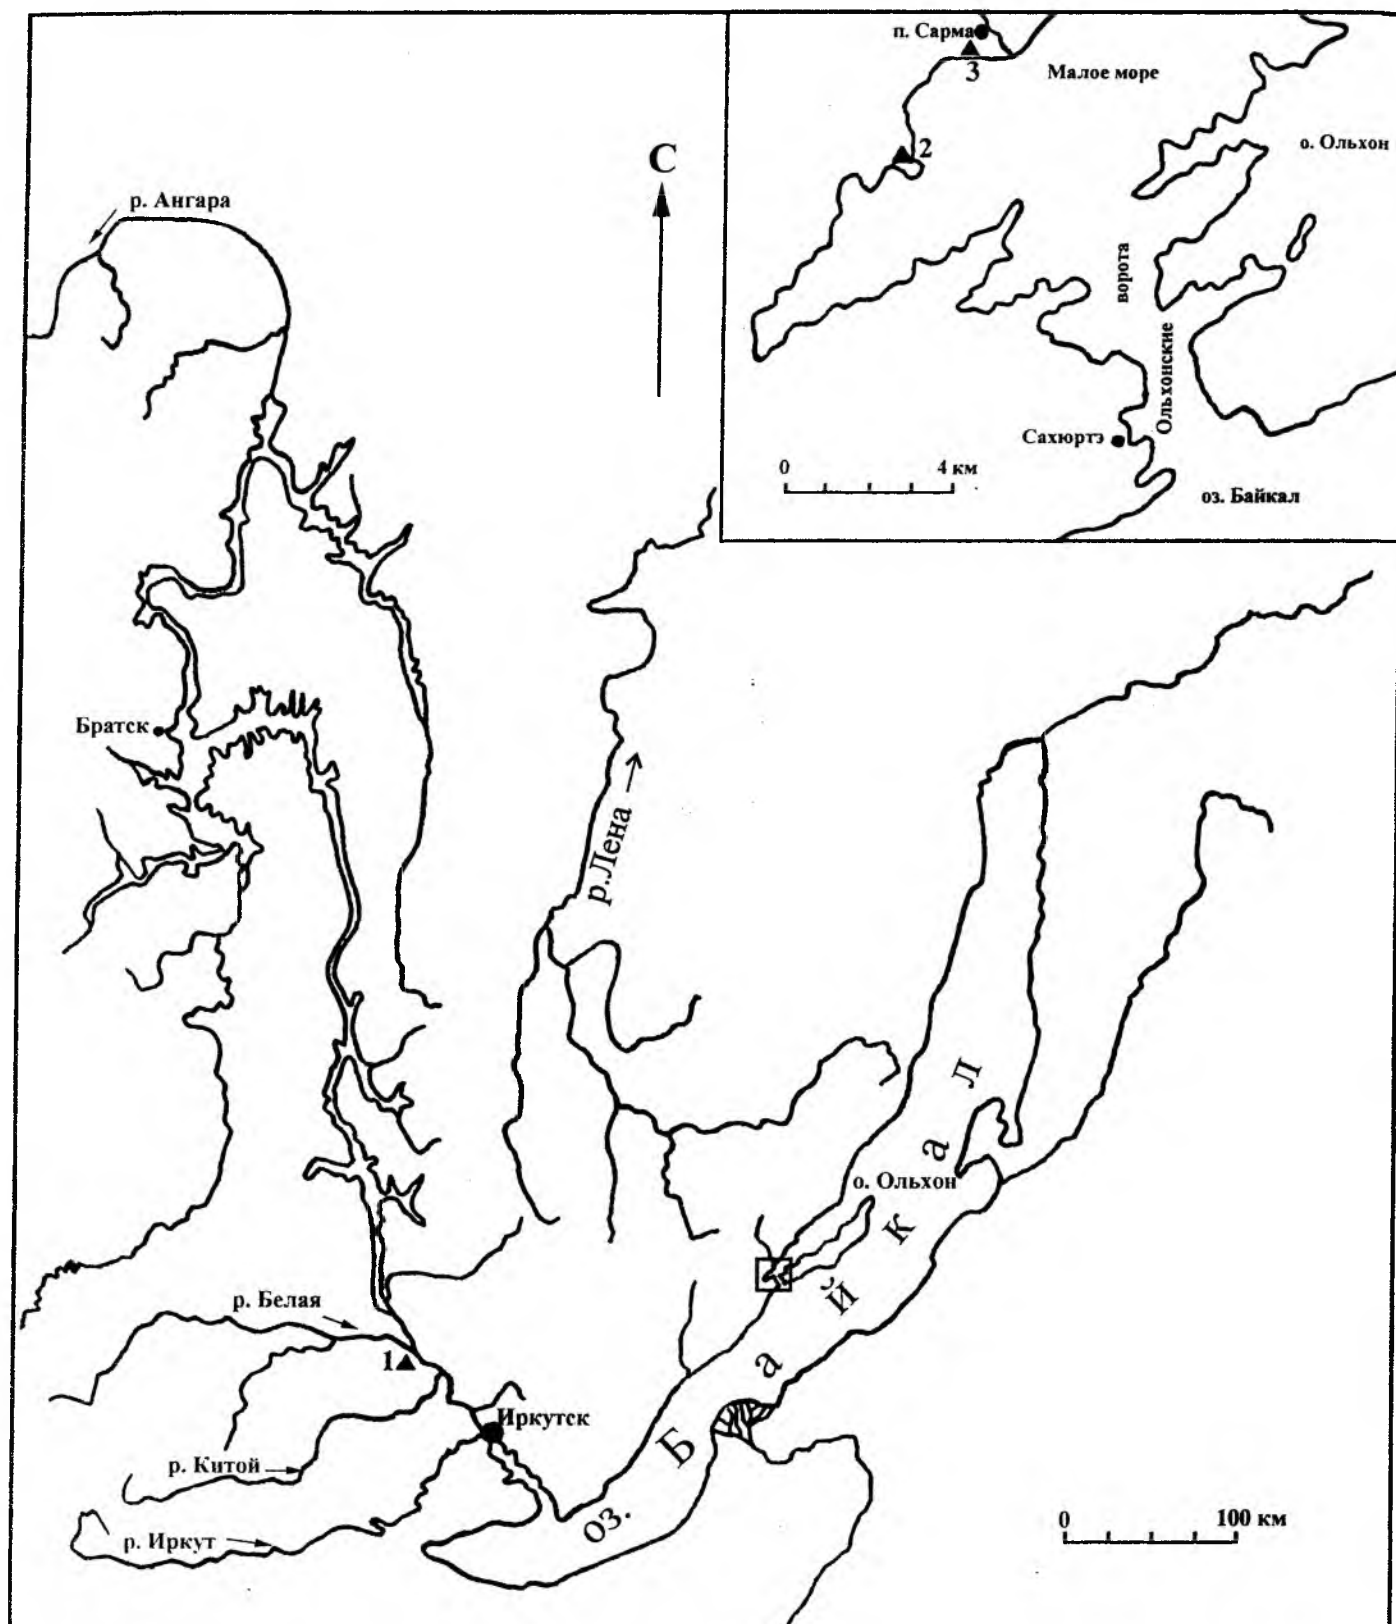 п. Сарма
3
Малое море
2
о. Ольхон
С
р. Ангара
Ольхонские
ворота
Сахюртэ
0 4 км
оз. Байкал
Братск
р.Лена
о. Ольхон
р. Белая
1
Иркутск
р. Китой
р. Иркут
оз. Байкал
0 100 км